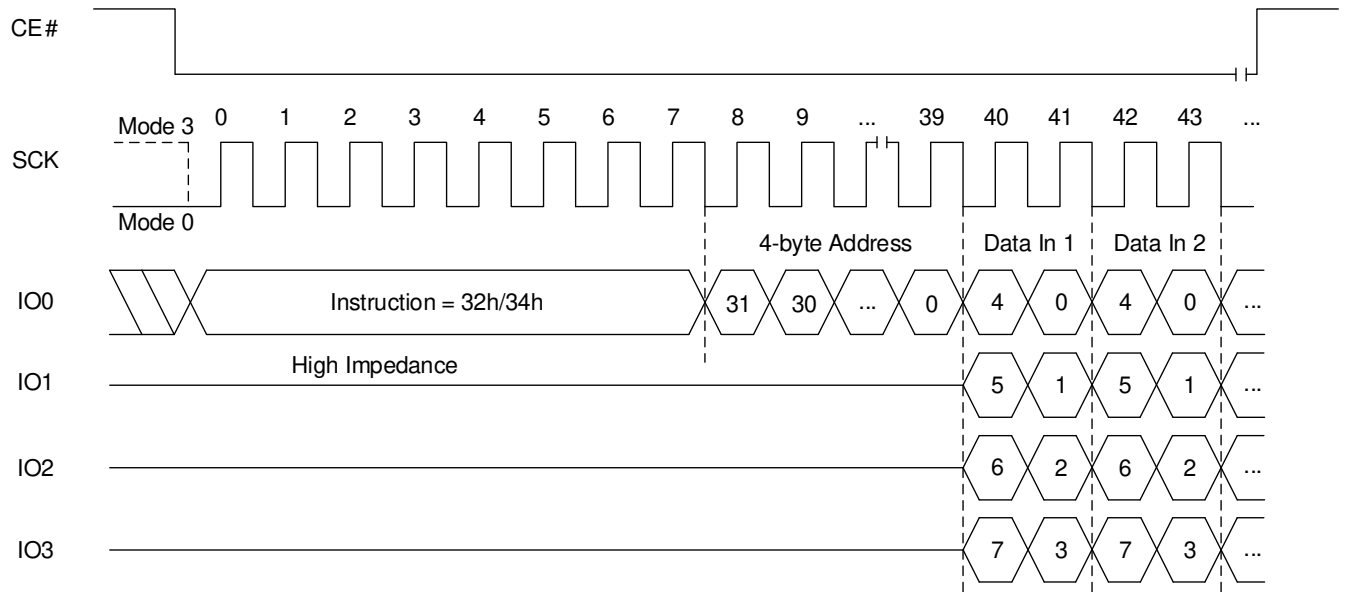 CE#
Mode 3 0 1 2 3 4 5 6 7 8 9 ... 39 40 41 42 43 ...
SCK
Mode 0
4-byte Address Data In 1 Data In 2
IO0 Instruction = 32h/34h 31 30 ... 0 4 0 4 0 ...
High Impedance
IO1 5 1 5 1 ...
IO2 6 2 6 2 ...
IO3 7 3 7 3 ...